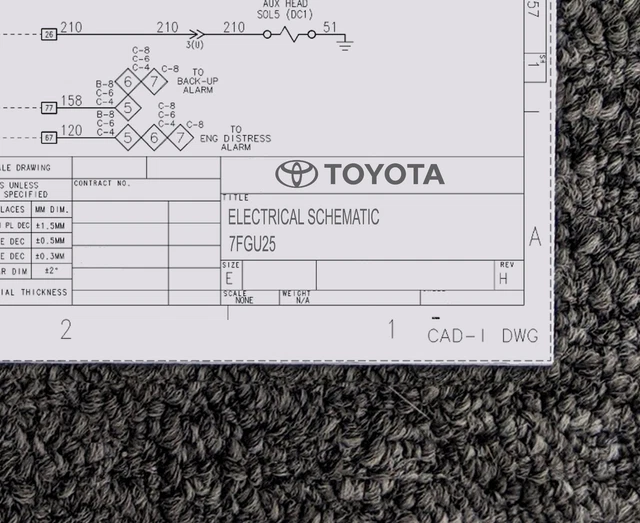 AUX HEAD
SOL5 (DC1)
26 210 210 210 51
3(U)
57
S4
1
C-8
C-6
C-4
6 7 C-8
TO
BACK-UP
ALARM
B-8
C-6
C-4
77 158 5
C-8
C-6
C-4
B-8
C-6
C-4
67 120 5 6 7 C-8
TO
ENG DISTRESS
ALARM
LE DRAWING
S UNLESS
SPECIFIED
CONTRACT NO.
LACES MM DIM.
PL DEC ±1.5MM
E DEC ±0.5MM
E DEC ±0.3MM
R DIM ±2°
IAL THICKNESS
TOYOTA
TITLE
ELECTRICAL SCHEMATIC
7FGU25
A
SIZE
E
REV
H
SCALE
NONE
WEIGHT
N/A
2 1
CAD-I DWG